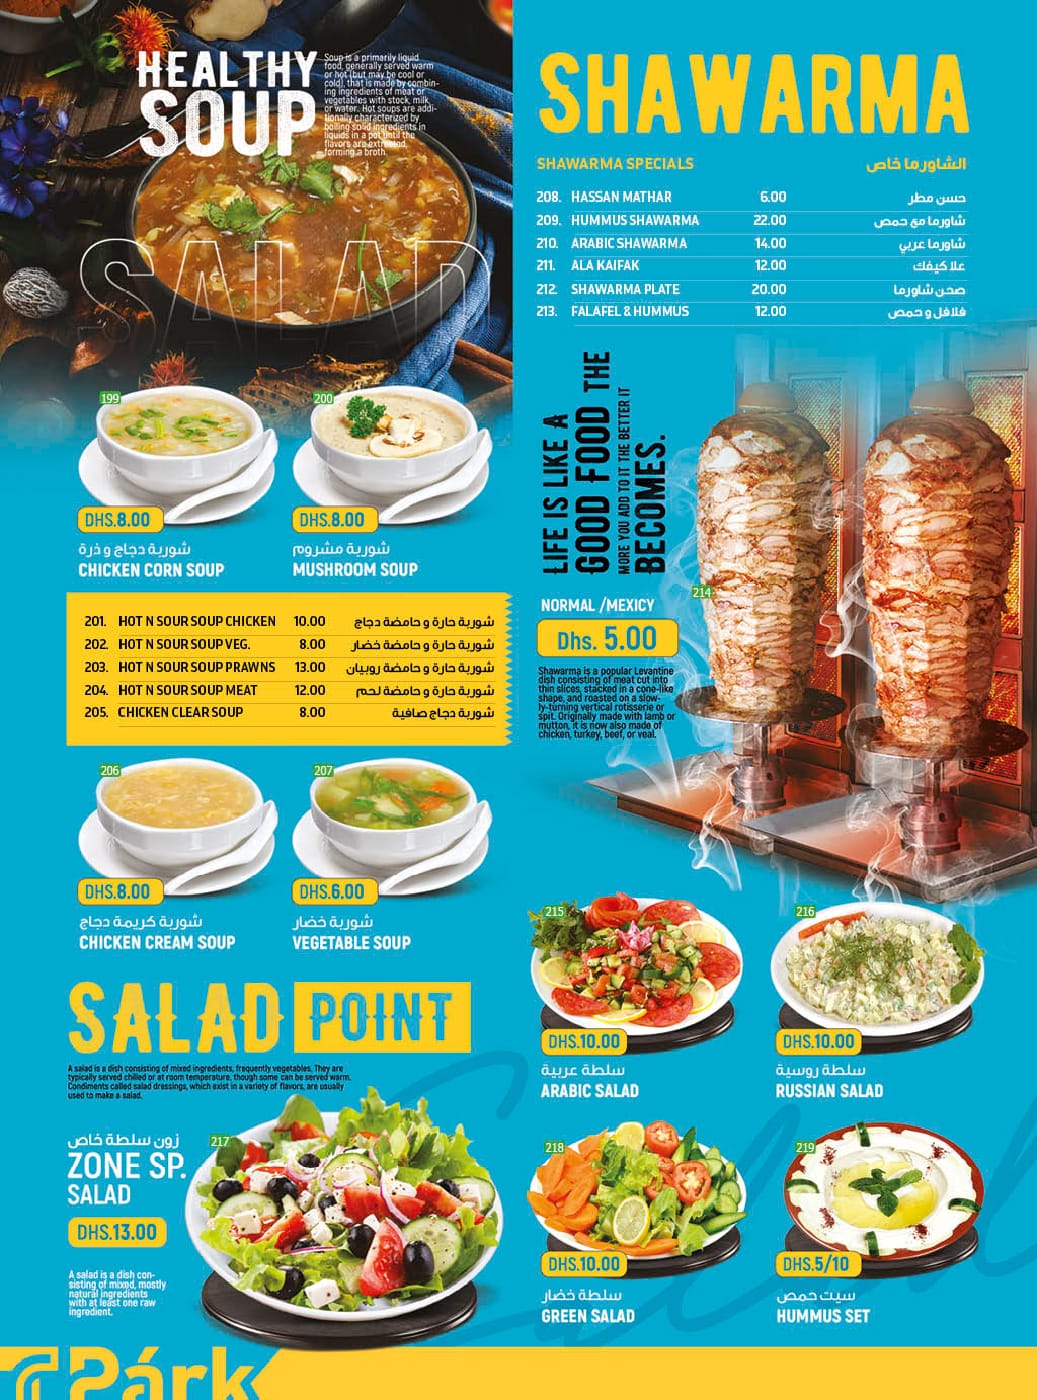 HEALTHY
SOUP
Soup is a primarily liquid
food, generally served warm
or hot (but may be cool or
cold), that is made by combin-
ing ingredients of meat or
vegetables with stock, milk,
or water. Hot soups are addi-
tionally characterized by
boiling solid ingredients in
liquids in a pot until the
flavors are extracted,
forming a broth.
SALAD
199
200
DHS.8.00
DHS.8.00
شوربة دجاج و ذرة
شوربة مشروم
CHICKEN CORN SOUP
MUSHROOM SOUP
201. HOT N SOUR SOUP CHICKEN 10.00 شوربة حارة و حامضة دجاج
202. HOT N SOUR SOUP VEG. 8.00 شوربة حارة و حامضة خضار
203. HOT N SOUR SOUP PRAWNS 13.00 شوربة حارة و حامضة روبيان
204. HOT N SOUR SOUP MEAT 12.00 شوربة حارة و حامضة لحم
205. CHICKEN CLEAR SOUP 8.00 شوربة دجاج صافية
206
207
DHS.8.00
DHS.6.00
شوربة كريمة دجاج
شوربة خضار
CHICKEN CREAM SOUP
VEGETABLE SOUP
SALAD POINT
A salad is a dish consisting of mixed ingredients, frequently vegetables. They are
typically served chilled or at room temperature, though some can be served warm.
Condiments called salad dressings, which exist in a variety of flavors, are usually
used to make a salad.
زون سلطة خاص
217
ZONE SP.
SALAD
DHS.13.00
A salad is a dish con-
sisting of mixed, mostly
natural ingredients
with at least one raw
ingredient.
SHAWARMA
SHAWARMA SPECIALS الشاورما خاص
208. HASSAN MATHAR 6.00 حسن مطر
209. HUMMUS SHAWARMA 22.00 شاورما مع حمص
210. ARABIC SHAWARMA 14.00 شاورما عربي
211. ALA KAIFAK 12.00 علا كيفك
212. SHAWARMA PLATE 20.00 صحن شاورما
213. FALAFEL & HUMMUS 12.00 فلافل و حمص
LIFE IS LIKE A
GOOD FOOD THE
MORE YOU ADD TO IT THE BETTER IT
BECOMES.
214
NORMAL /MEXICY
Dhs. 5.00
Shawarma is a popular Levantine
dish consisting of meat cut into
thin slices, stacked in a cone-like
shape, and roasted on a slow-
ly-turning vertical rotisserie or
spit. Originally made with lamb or
mutton, it is now also made of
chicken, turkey, beef, or veal.
215
216
DHS.10.00
DHS.10.00
سلطة عربية
سلطة روسية
ARABIC SALAD
RUSSIAN SALAD
218
219
DHS.10.00
DHS.5/10
سلطة خضار
سيت حمص
GREEN SALAD
HUMMUS SET
Salad
Párk